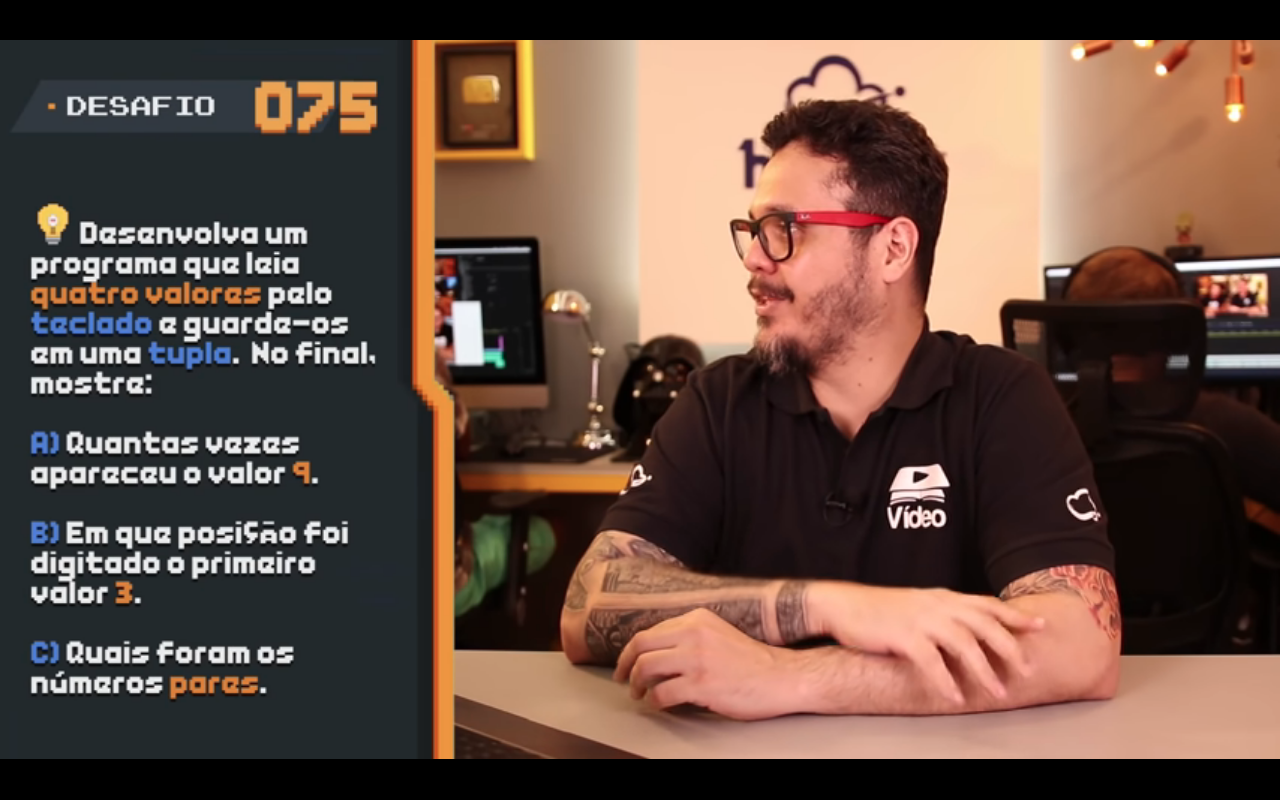 DESAFIO 075
Desenvolva um
programa que leia
quatro valores pelo
teclado e guarde-os
em uma tupla. No final,
mostre:
A) Quantas vezes
apareceu o valor 9.
B) Em que posição foi
digitado o primeiro
valor 3.
C) Quais foram os
números pares.
Vídeo